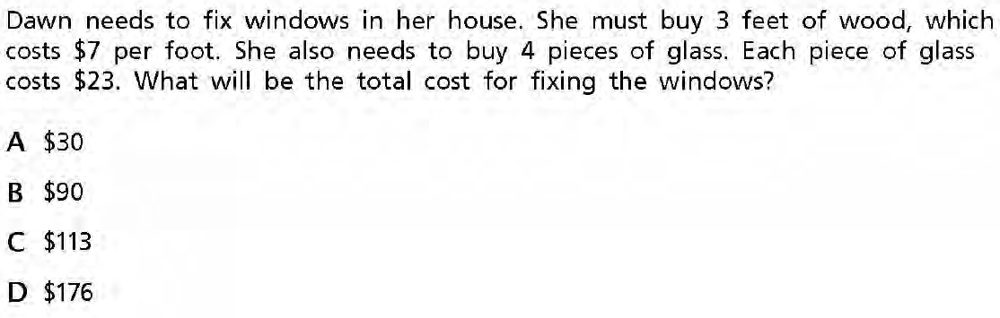 Dawn needs to fix windows in her house. She must buy 3 feet of wood, which
costs $7 per foot. She also needs to buy 4 pieces of glass. Each piece of glass
costs $23. What will be the total cost for fixing the windows?
A $30
B $90
C $113
D $176